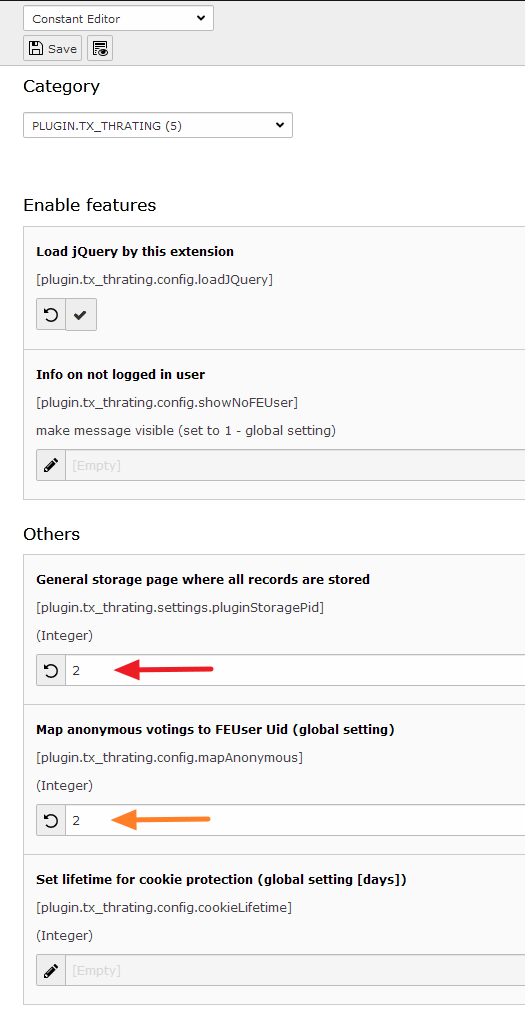 Constant Editor
Save
Category
PLUGIN.TX_THRATING (5)
Enable features
Load jQuery by this extension
[plugin.tx_thrating.config.loadJQuery]
Info on not logged in user
[plugin.tx_thrating.config.showNoFEUser]
make message visible (set to 1 - global setting)
[Empty]
Others
General storage page where all records are stored
[plugin.tx_thrating.settings.pluginStoragePid]
(Integer)
2
Map anonymous votings to FEUser Uid (global setting)
[plugin.tx_thrating.config.mapAnonymous]
(Integer)
2
Set lifetime for cookie protection (global setting [days])
[plugin.tx_thrating.config.cookieLifetime]
(Integer)
[Empty]